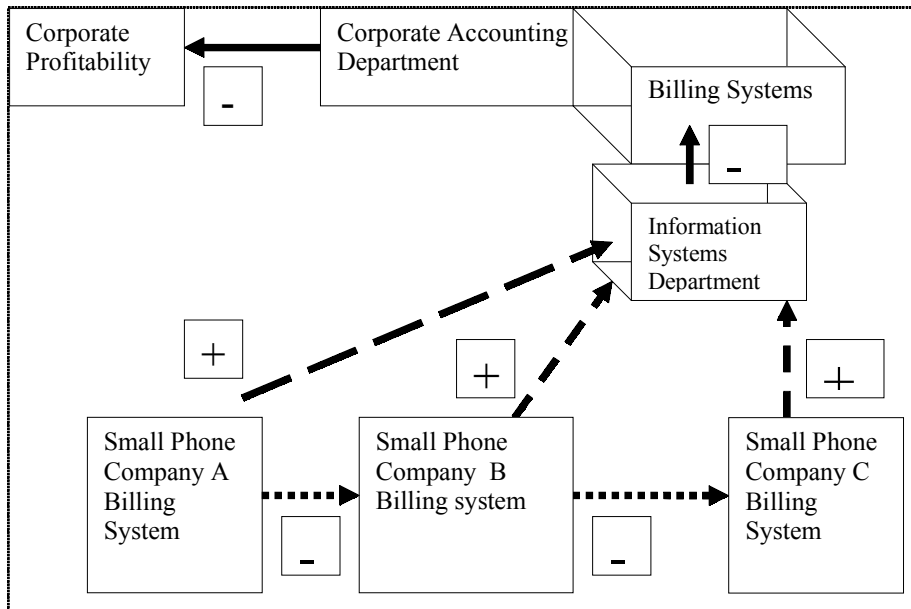 Corporate
Profitability
Corporate Accounting
Department
Billing Systems
-
-
Information
Systems
Department
+
+
+
Small Phone
Company A
Billing
System
Small Phone
Company B
Billing system
Small Phone
Company C
Billing
System
-
-